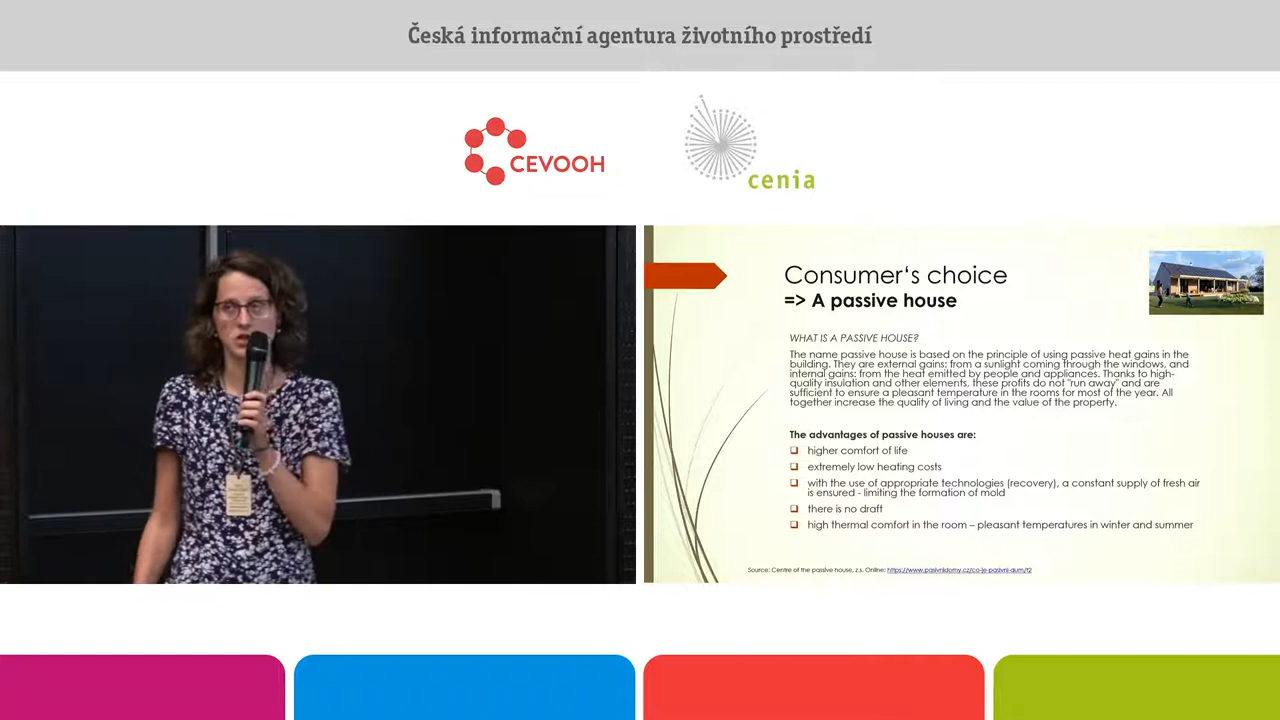 Česká informační agentura životního prostředí
CEVOOH
cenia
Consumer‘s choice
=> A passive house
WHAT IS A PASSIVE HOUSE?
The name passive house is based on the principle of using passive heat gains in the
building. They are external gains: from a sunlight coming through the windows, and
internal gains: from the heat emitted by people and appliances. Thanks to high-
quality insulation and other elements, these profits do not "run away" and are
sufficient to ensure a pleasant temperature in the rooms for most of the year. All
together increase the quality of living and the value of the property.
The advantages of passive houses are:
higher comfort of life
extremely low heating costs
with the use of appropriate technologies (recovery), a constant supply of fresh air
is ensured - limiting the formation of mold
there is no draft
high thermal comfort in the room – pleasant temperatures in winter and summer
Source: Centre of the passive house, z.s. Online: https://www.pasivnidomy.cz/co-je-pasivni-dum/t2